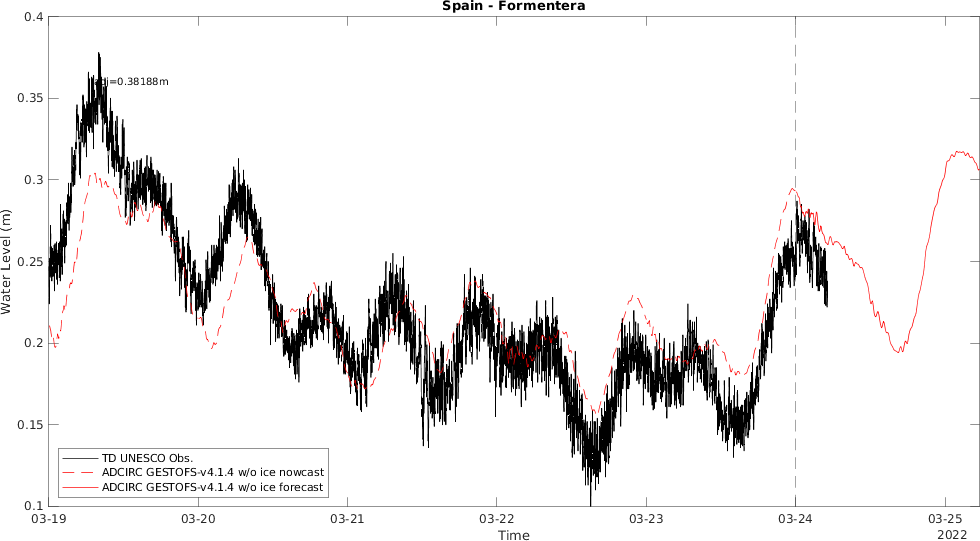 Spain - Formentera
0.4
0.35
0.3
0.25
0.2
0.15
0.1
Water Level (m)
=0.38188m
TD UNESCO Obs.
ADCIRC GESTOFS-v4.1.4 w/o ice nowcast
ADCIRC GESTOFS-v4.1.4 w/o ice forecast
03-19 03-20 03-21 03-22 03-23 03-24 03-25
Time
2022